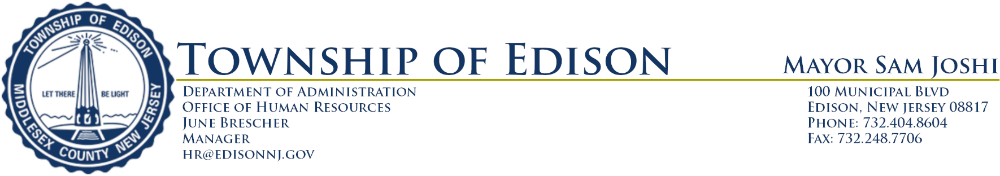 TOWNSHIP OF EDISON
MIDDLESEX COUNTY NEW JERSEY
LET THERE BE LIGHT
TOWNSHIP OF EDISON
DEPARTMENT OF ADMINISTRATION
OFFICE OF HUMAN RESOURCES
JUNE BRESCHER
MANAGER
HR@EDISONNJ.GOV
MAYOR SAM JOSHI
100 MUNICIPAL BLVD
EDISON, NEW JERSEY 08817
PHONE: 732.404.8604
FAX: 732.248.7706